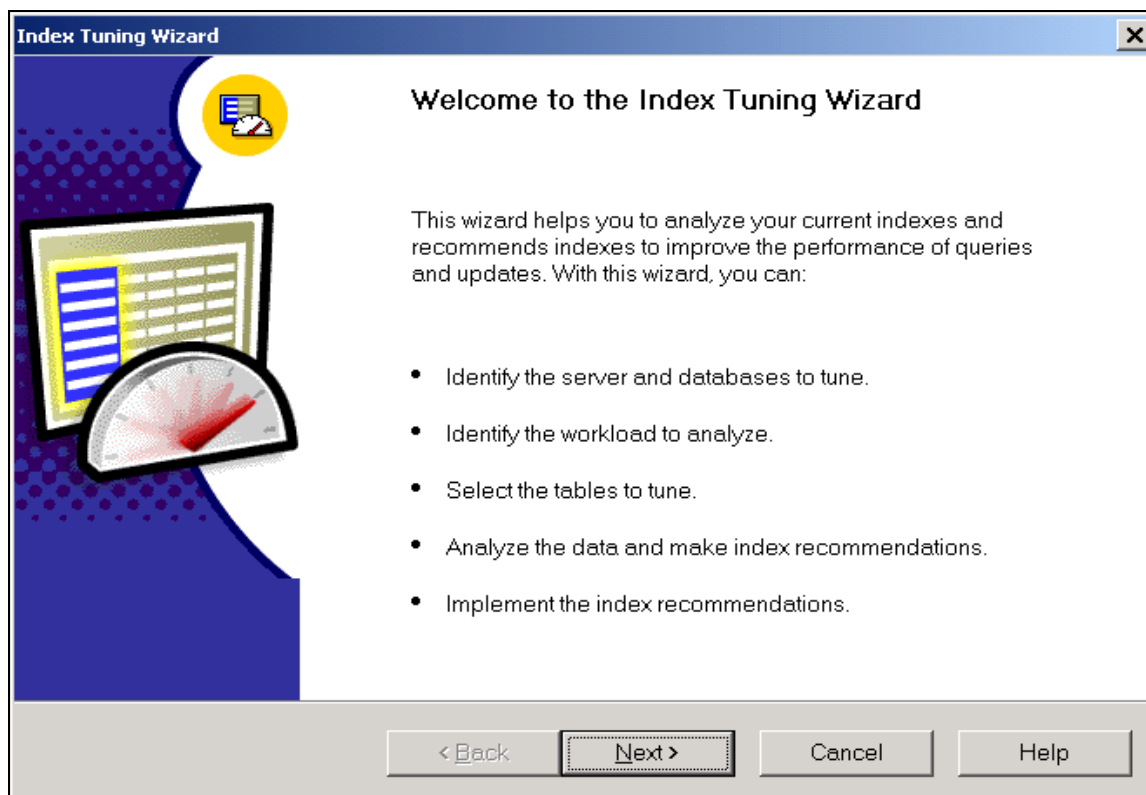 Index Tuning Wizard
Welcome to the Index Tuning Wizard
This wizard helps you to analyze your current indexes and
recommends indexes to improve the performance of queries
and updates. With this wizard, you can:
• Identify the server and databases to tune.
• Identify the workload to analyze.
• Select the tables to tune.
• Analyze the data and make index recommendations.
• Implement the index recommendations.
< Back Next > Cancel Help